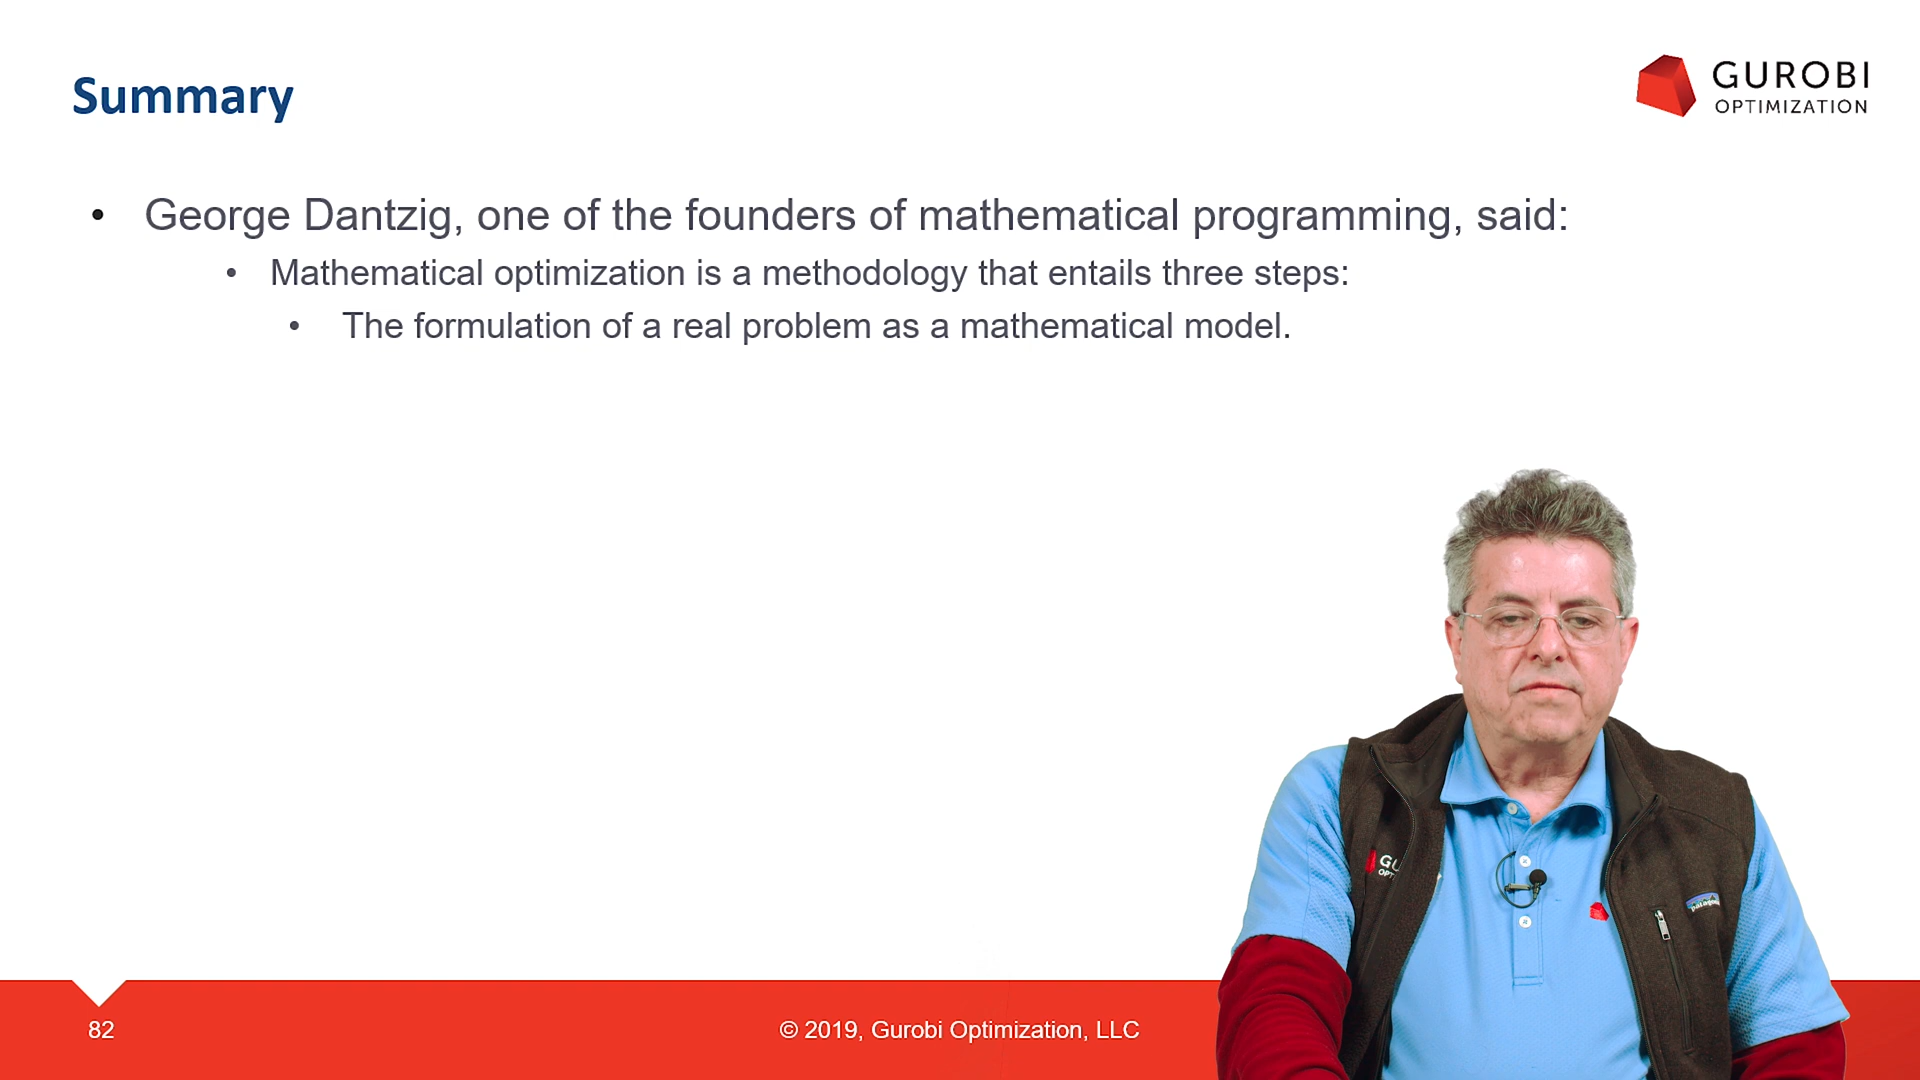 Summary
GUROBI
OPTIMIZATION
• George Dantzig, one of the founders of mathematical programming, said:
• Mathematical optimization is a methodology that entails three steps:
• The formulation of a real problem as a mathematical model.
82
© 2019, Gurobi Optimization, LLC